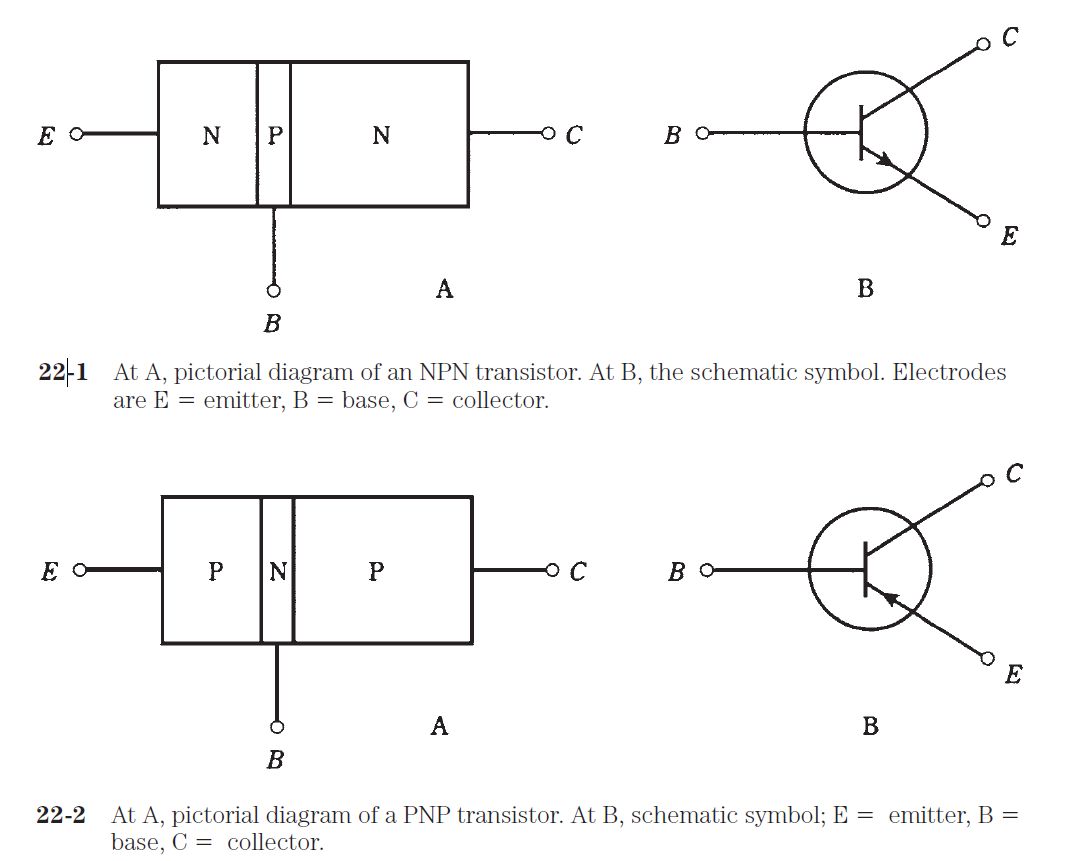 C
E N P N C B
E
A B
B
22-1 At A, pictorial diagram of an NPN transistor. At B, the schematic symbol. Electrodes
are E = emitter, B = base, C = collector.
C
E P N P C B
E
A B
B
22-2 At A, pictorial diagram of a PNP transistor. At B, schematic symbol; E = emitter, B =
base, C = collector.